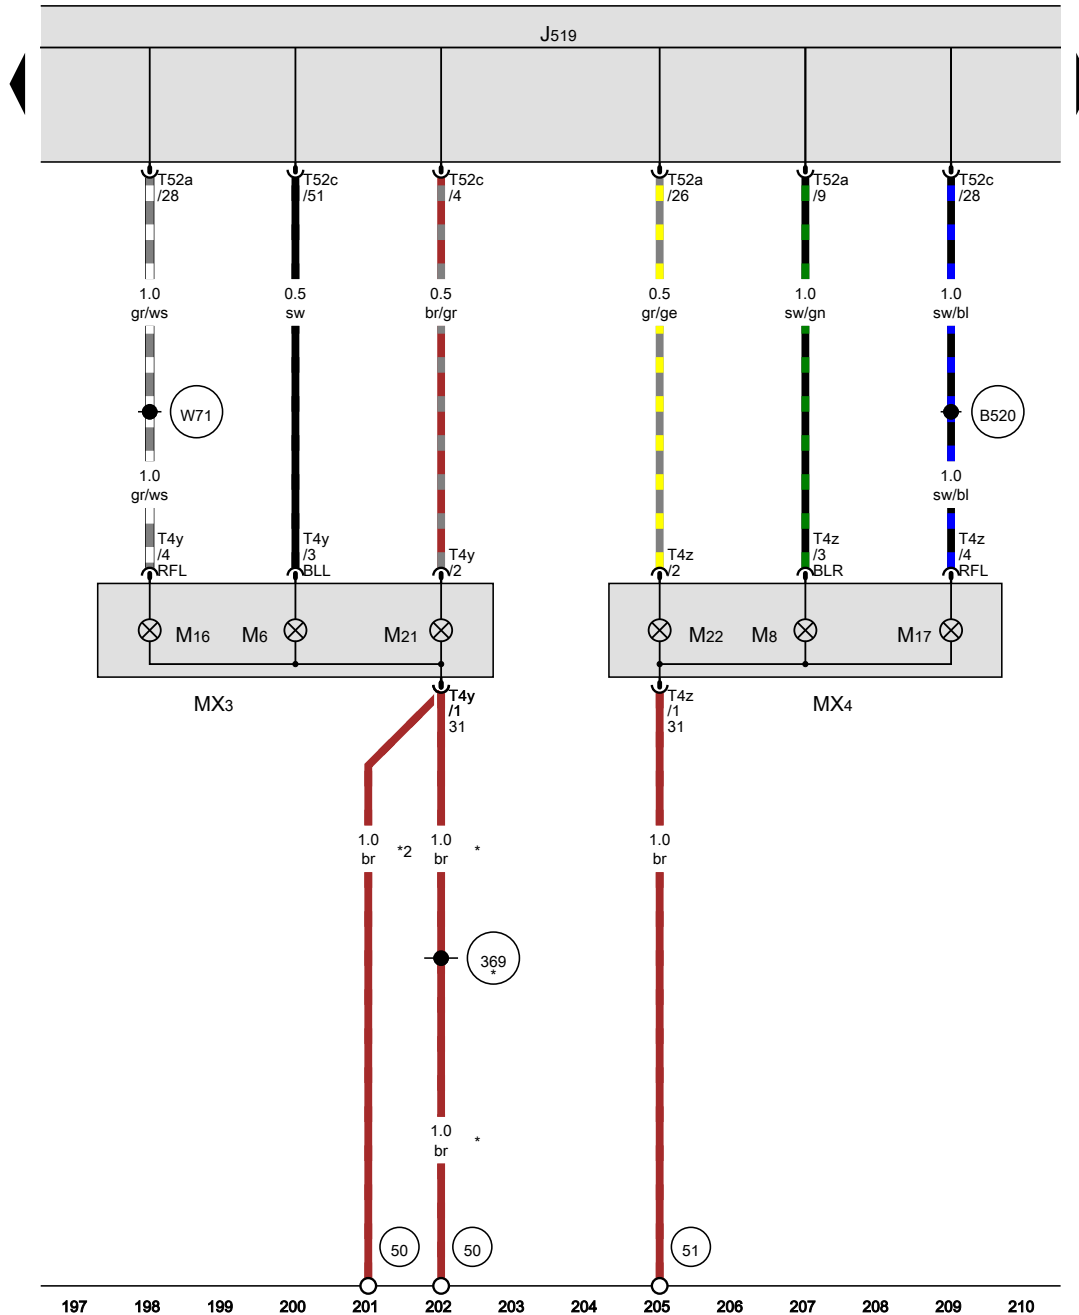 J519
T52a
/28
T52c
/51
T52c
/4
T52a
/26
T52a
/9
T52c
/28
1.0
gr/ws
0.5
sw
0.5
br/gr
0.5
gr/ge
1.0
sw/gn
1.0
sw/bl
W71
B520
1.0
gr/ws
1.0
sw/bl
T4y
/4
RFL
T4y
/3
BLL
T4y
/2
T4z
/2
T4z
/3
BLR
T4z
/4
RFL
M16
M6
M21
M22
M8
M17
MX3
MX4
T4y
/1
31
T4z
/1
31
1.0
br
*2
1.0
br
*
1.0
br
369
*
1.0
br
*
50
50
51
197 198 199 200 201 202 203 204 205 206 207 208 209 210